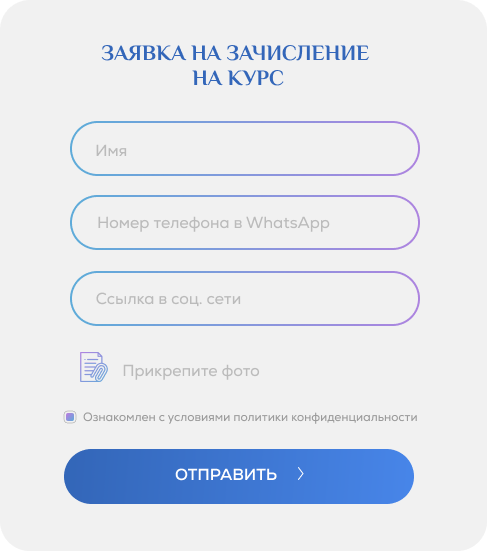 ЗАЯВКА НА ЗАЧИСЛЕНИЕ
НА КУРС
Имя
Номер телефона в WhatsApp
Ссылка в соц. сети
Прикрепите фото
Ознакомлен с условиями политики конфиденциальности
ОТПРАВИТЬ